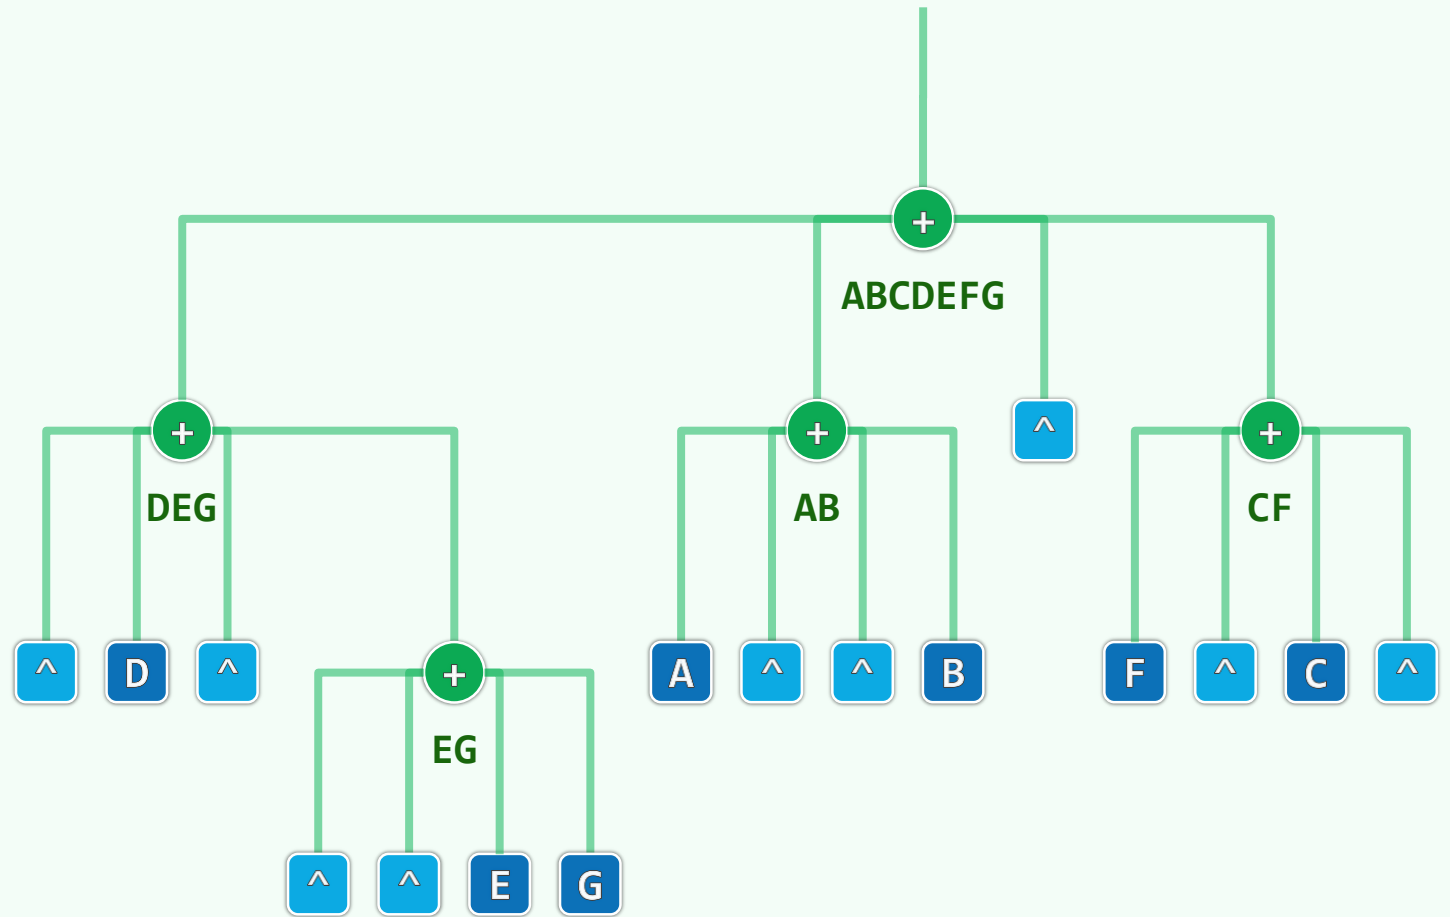 +
ABCDEFG
+ + ^ +
DEG AB CF
^ D ^ + A ^ ^ B F ^ C ^
EG
^ ^ E G